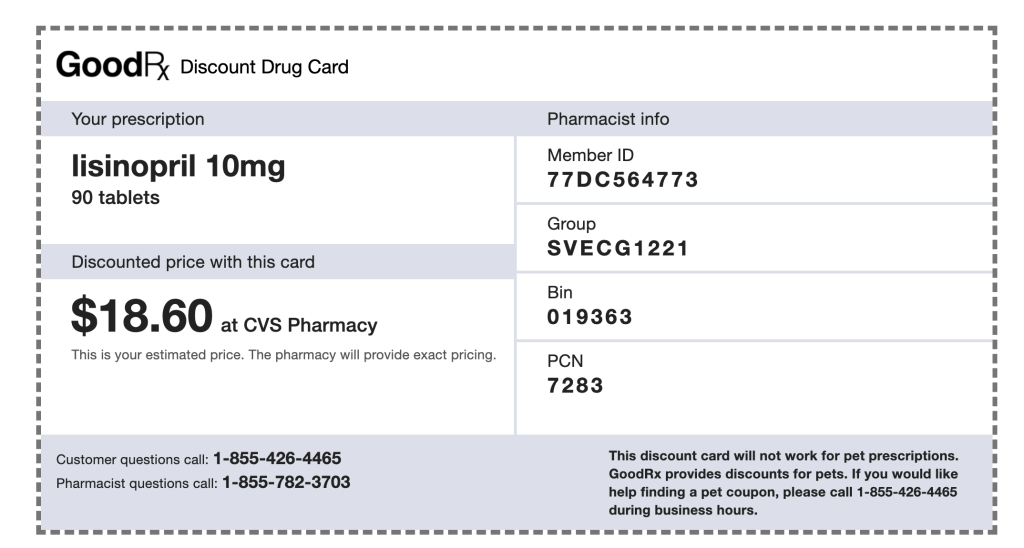 GoodRx Discount Drug Card
Your prescription
lisinopril 10mg
90 tablets
Discounted price with this card
$18.60 at CVS Pharmacy
This is your estimated price. The pharmacy will provide exact pricing.
Pharmacist info
Member ID
77DC564773
Group
SVECG1221
Bin
019363
PCN
7283
Customer questions call: 1-855-426-4465
Pharmacist questions call: 1-855-782-3703
This discount card will not work for pet prescriptions.
GoodRx provides discounts for pets. If you would like
help finding a pet coupon, please call 1-855-426-4465
during business hours.